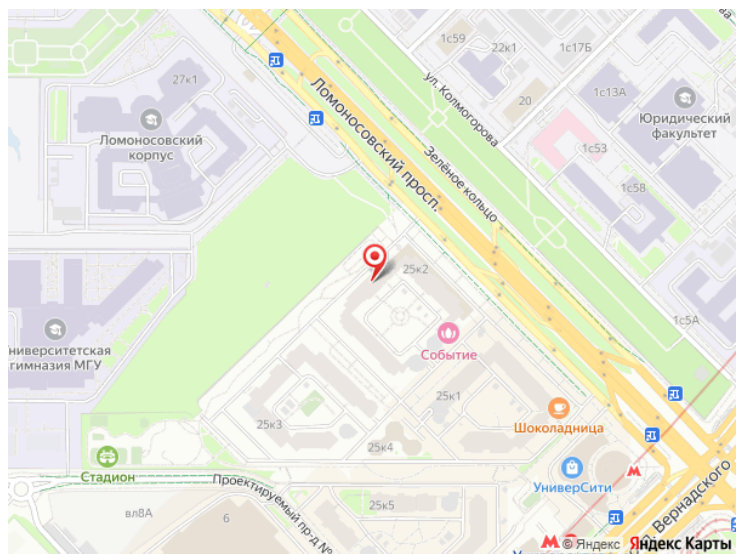 1с59
22к1
1с17Б
27к1
ул. Колмогорова
20
1с13А
Юридический
факультет
Ломоносовский
корпус
Ломоносовский просп.
Зелёное кольцо
1с53
1с58
25к2
1с5А
Университетская
гимназия МГУ
Событие
25к1
Шоколадница
25к3
25к4
Стадион
УниверСити
Проектируемый пр-д №
Вернадского
вл8А
6
25к5
© Яндекс Яндекс Карты